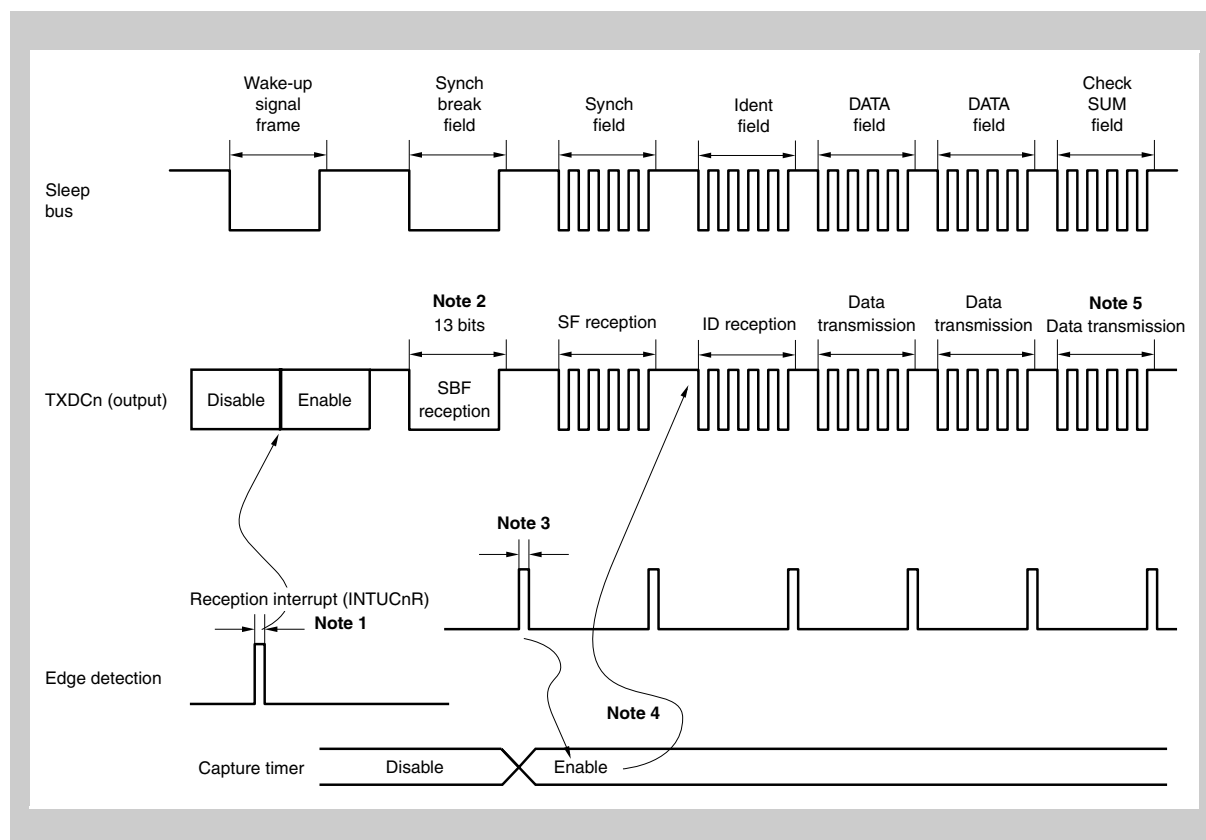 Wake-up
signal
frame
Synch
break
field
Synch
field
Ident
field
DATA
field
DATA
field
Check
SUM
field
Sleep
bus
Note 2
13 bits
SF reception
ID reception
Data
transmission
Data
transmission
Note 5
Data transmission
TXDCn (output)
Disable
Enable
SBF
reception
Note 3
Reception interrupt (INTUCnR)
Note 1
Edge detection
Note 4
Capture timer
Disable
Enable